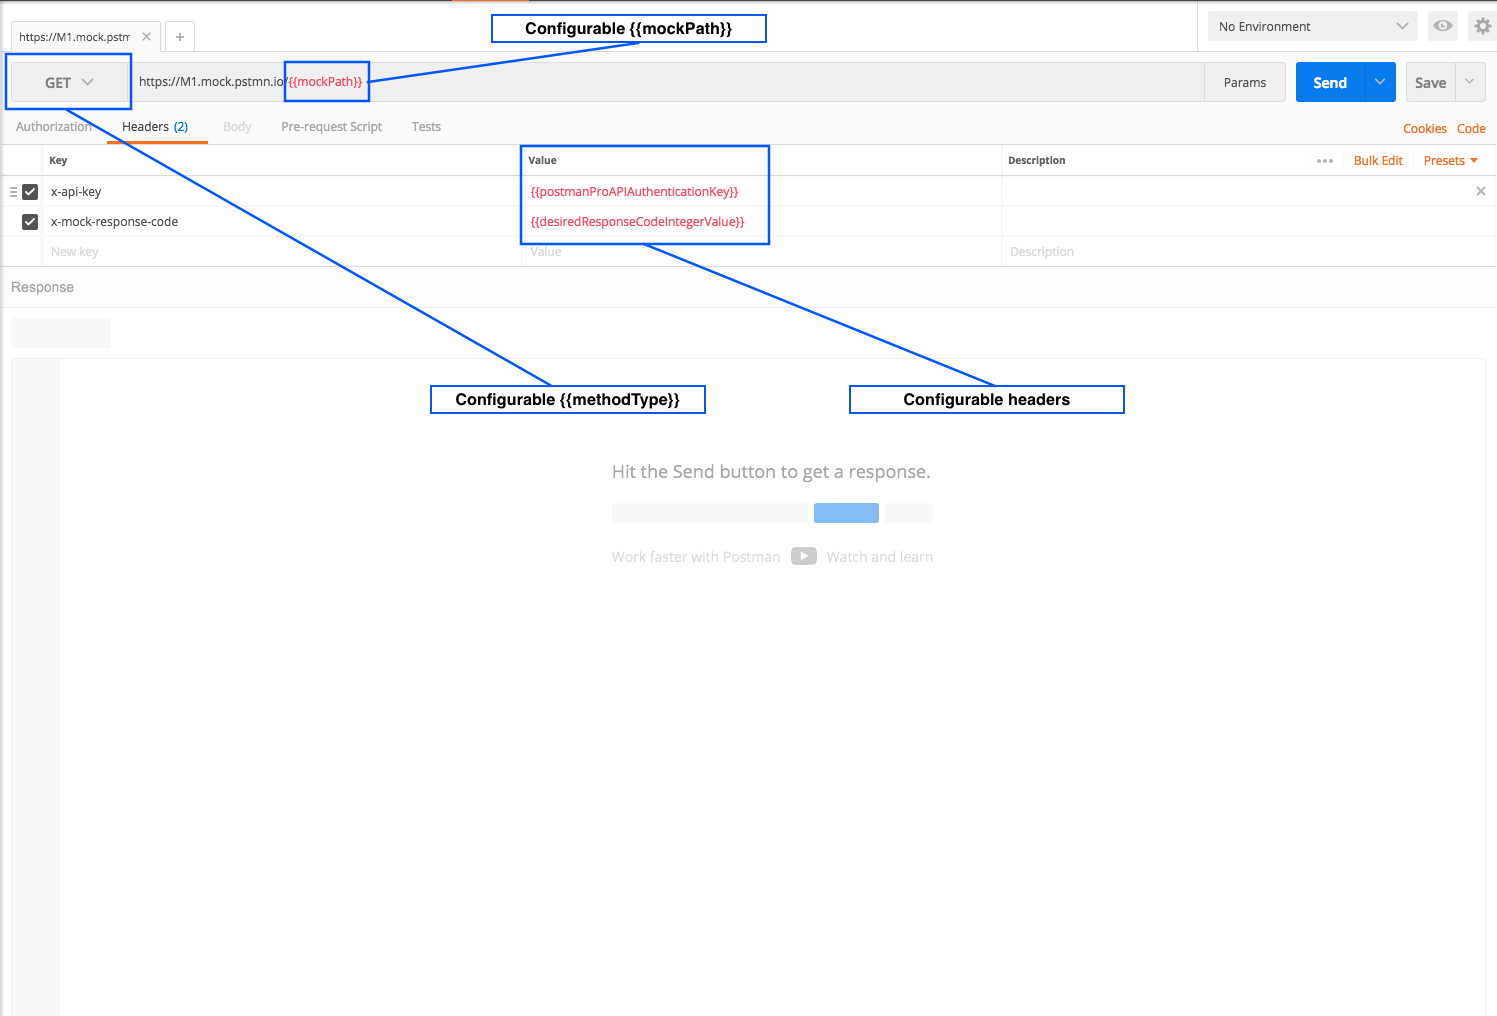 Configurable {{mockPath}}
https://M1.mock.pstm
No Environment
GET
https://M1.mock.pstmn.io/{{mockPath}}
Params
Send
Save
Authorization
Headers (2)
Body
Pre-request Script
Tests
Cookies
Code
Key
Value
Description
Bulk Edit
Presets
x-api-key
{{postmanProAPIAuthenticationKey}}
x-mock-response-code
{{desiredResponseCodeIntegerValue}}
New key
Value
Description
Response
Configurable {{methodType}}
Configurable headers
Hit the Send button to get a response.
Work faster with Postman
Watch and learn